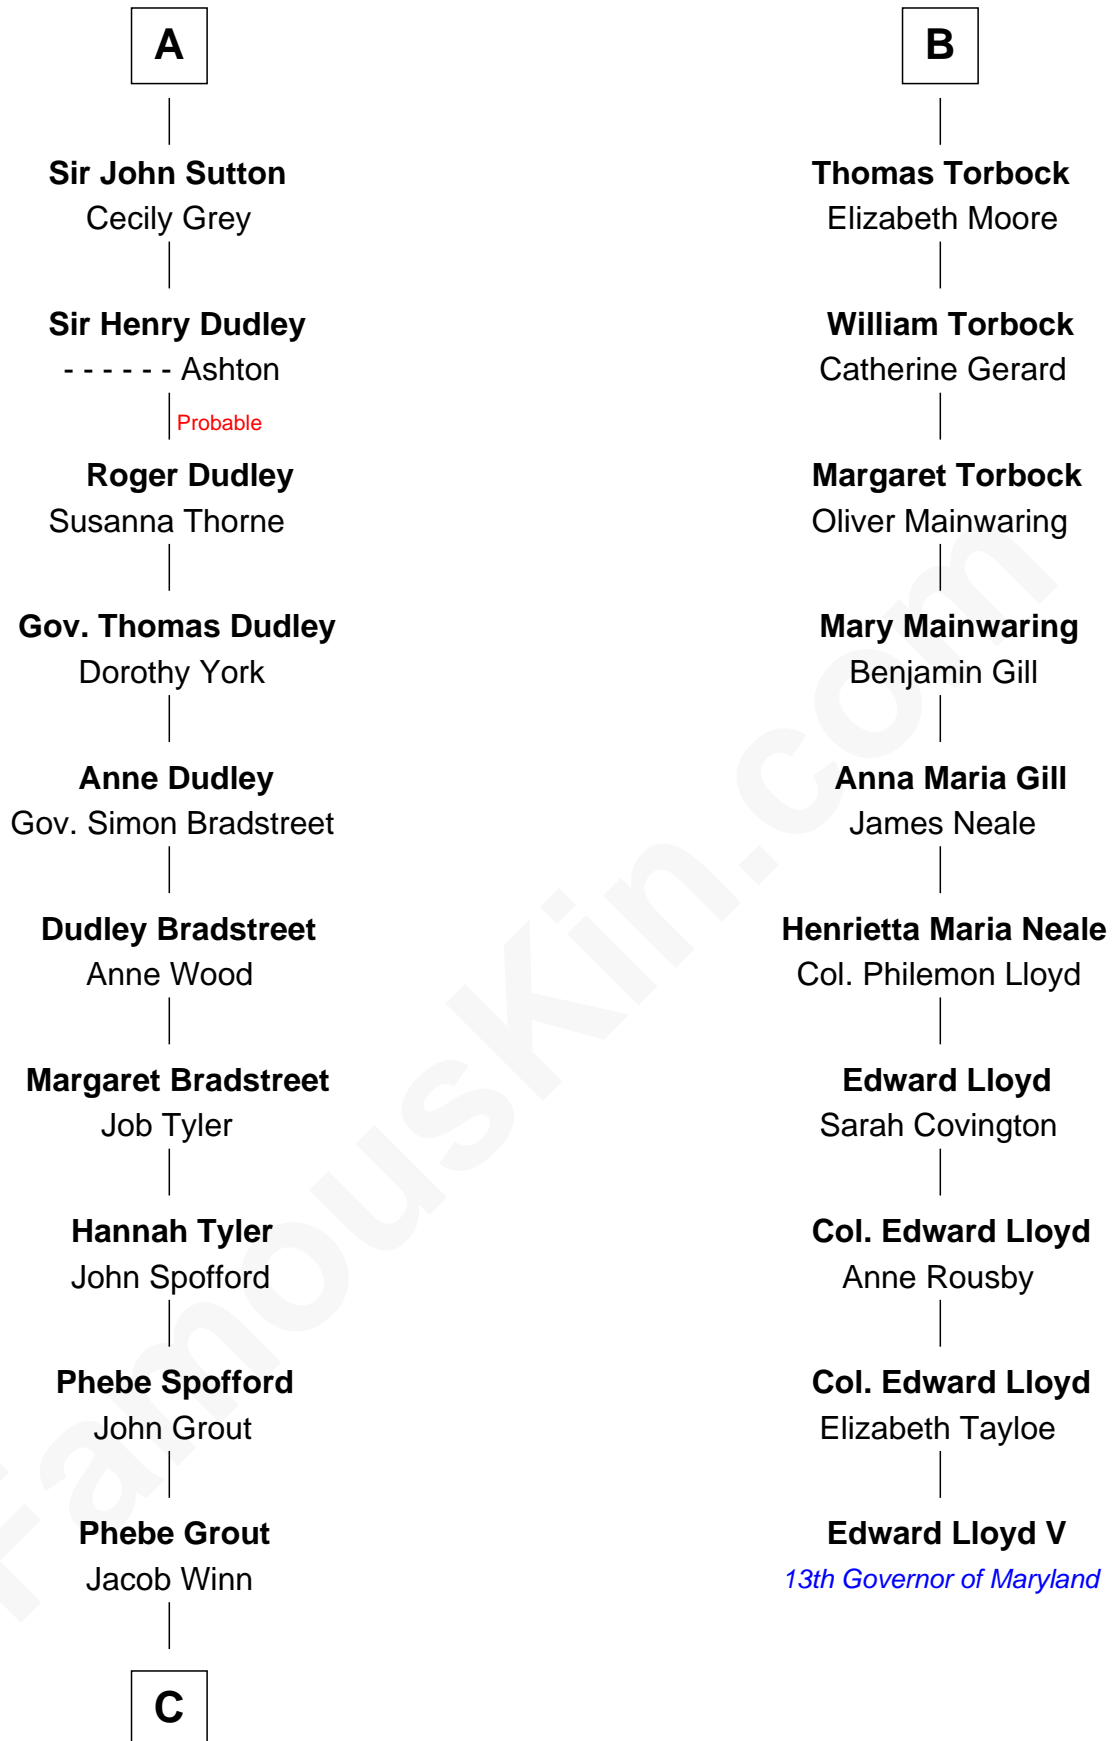 A
Sir John Sutton
Cecily Grey
Sir Henry Dudley
- - - - - - Ashton
Probable
Roger Dudley
Susanna Thorne
Gov. Thomas Dudley
Dorothy York
Anne Dudley
Gov. Simon Bradstreet
Dudley Bradstreet
Anne Wood
Margaret Bradstreet
Job Tyler
Hannah Tyler
John Spofford
Phebe Spofford
John Grout
Phebe Grout
Jacob Winn
C
B
Thomas Torbock
Elizabeth Moore
William Torbock
Catherine Gerard
Margaret Torbock
Oliver Mainwaring
Mary Mainwaring
Benjamin Gill
Anna Maria Gill
James Neale
Henrietta Maria Neale
Col. Philemon Lloyd
Edward Lloyd
Sarah Covington
Col. Edward Lloyd
Anne Rousby
Col. Edward Lloyd
Elizabeth Tayloe
Edward Lloyd V
13th Governor of Maryland
FamousKin.com